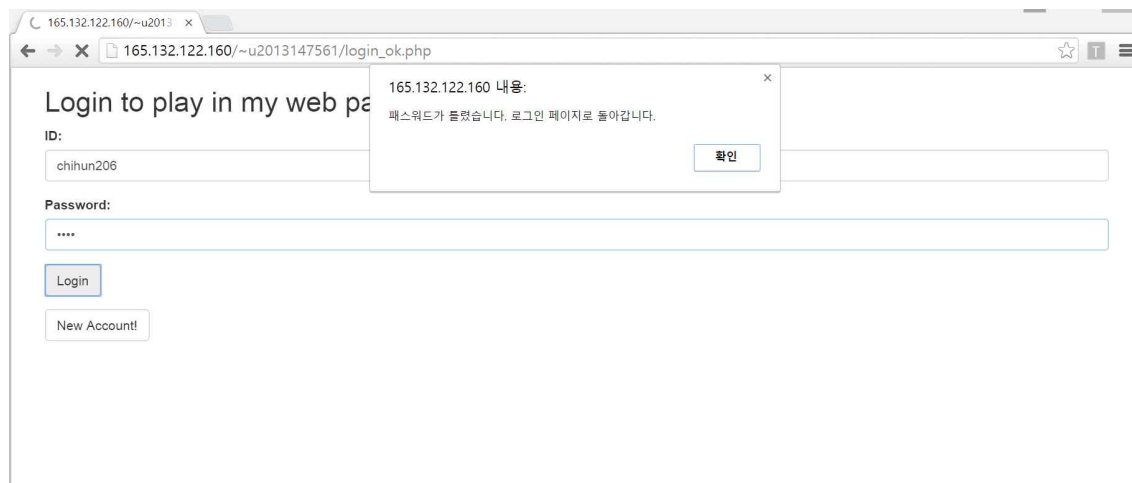 165.132.122.160/~u2013
165.132.122.160/~u2013147561/login_ok.php
T
165.132.122.160 내용:
패스워드가 틀렸습니다. 로그인 페이지로 돌아갑니다.
확인
Login to play in my web pa
ID:
chihun206
Password:
••••
Login
New Account!